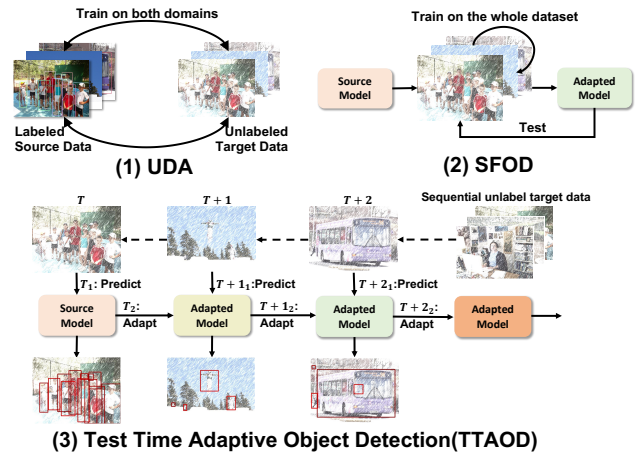 Train on both domains
Labeled
Source Data
Unlabeled
Target Data
(1) UDA
Train on the whole dataset
Source
Model
Adapted
Model
Test
(2) SFOD
T
T + 1
T + 2
Sequential unlabel target data
T₁: Predict
T + 1₁:Predict
T + 2₁:Predict
Source
Model
T₂:
Adapt
Adapted
Model
T + 1₂:
Adapt
Adapted
Model
T + 2₂:
Adapt
Adapted
Model
(3) Test Time Adaptive Object Detection(TTAOD)